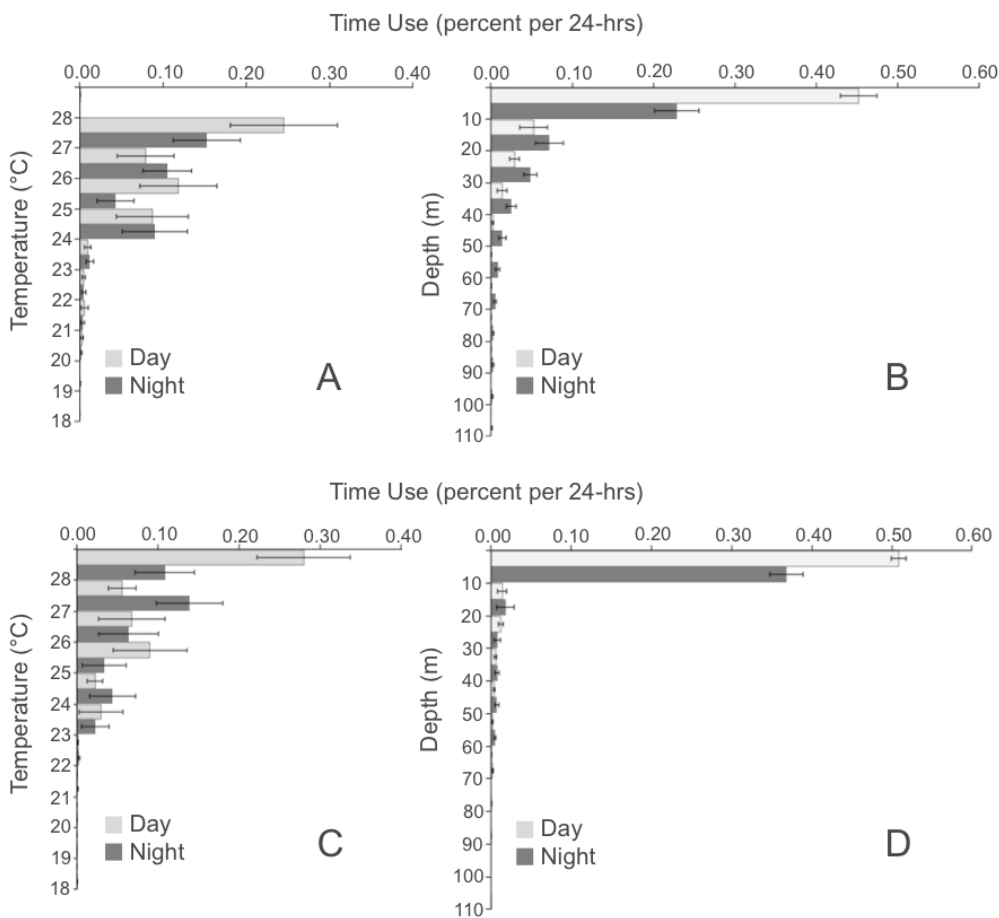 Time Use (percent per 24-hrs)
0.00 0.10 0.20 0.30 0.40
Temperature (°C)
28
27
26
25
24
23
22
21
20
19
18
Day
Night
A
0.00 0.10 0.20 0.30 0.40 0.50 0.60
Depth (m)
10
20
30
40
50
60
70
80
90
100
110
Day
Night
B
Time Use (percent per 24-hrs)
0.00 0.10 0.20 0.30 0.40
Temperature (°C)
28
27
26
25
24
23
22
21
20
19
18
Day
Night
C
0.00 0.10 0.20 0.30 0.40 0.50 0.60
Depth (m)
10
20
30
40
50
60
70
80
90
100
110
Day
Night
D